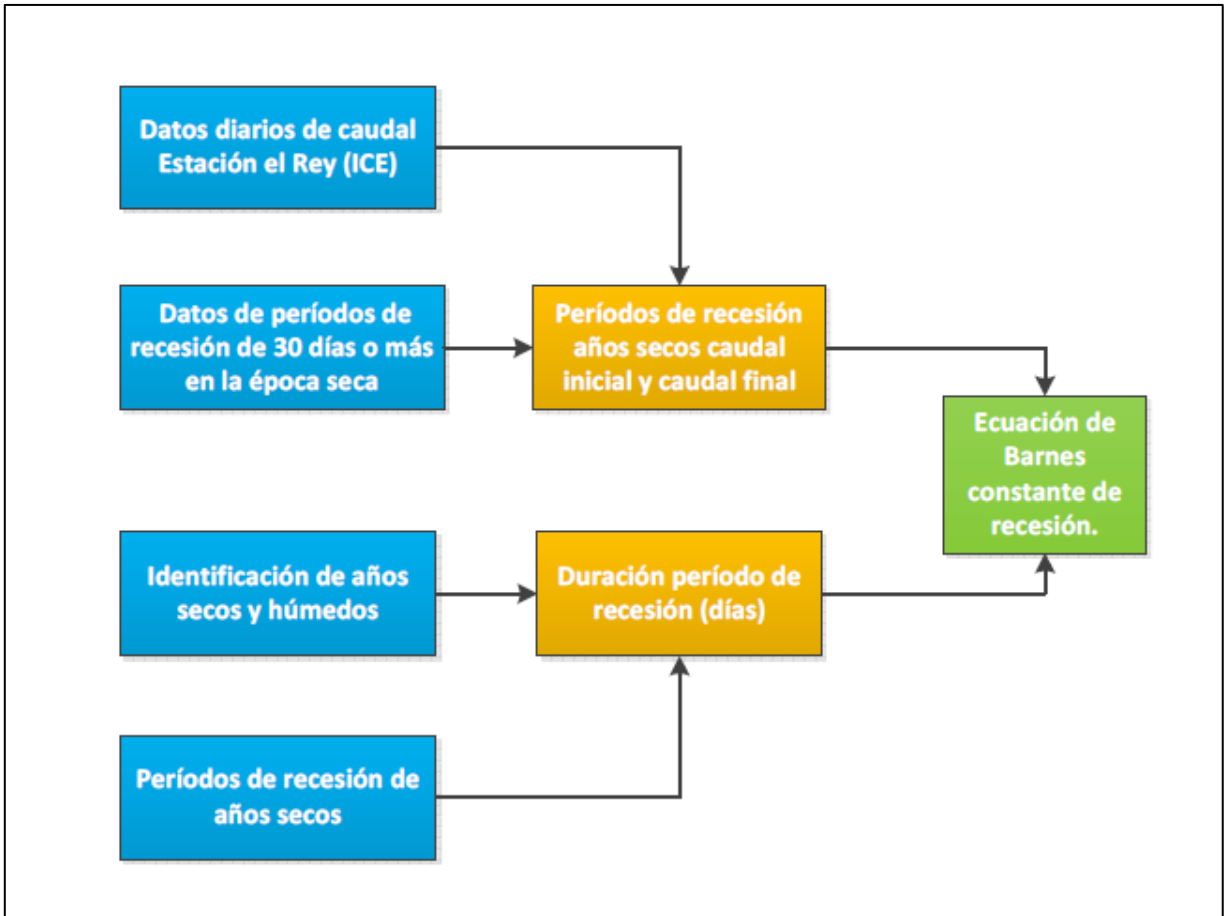 Datos diarios de caudal
Estación el Rey (ICE)
Datos de períodos de
recesión de 30 días o más
en la época seca
Períodos de recesión
años secos caudal
inicial y caudal final
Ecuación de
Barnes
constante de
recesión.
Identificación de años
secos y húmedos
Duración período de
recesión (días)
Períodos de recesión de
años secos